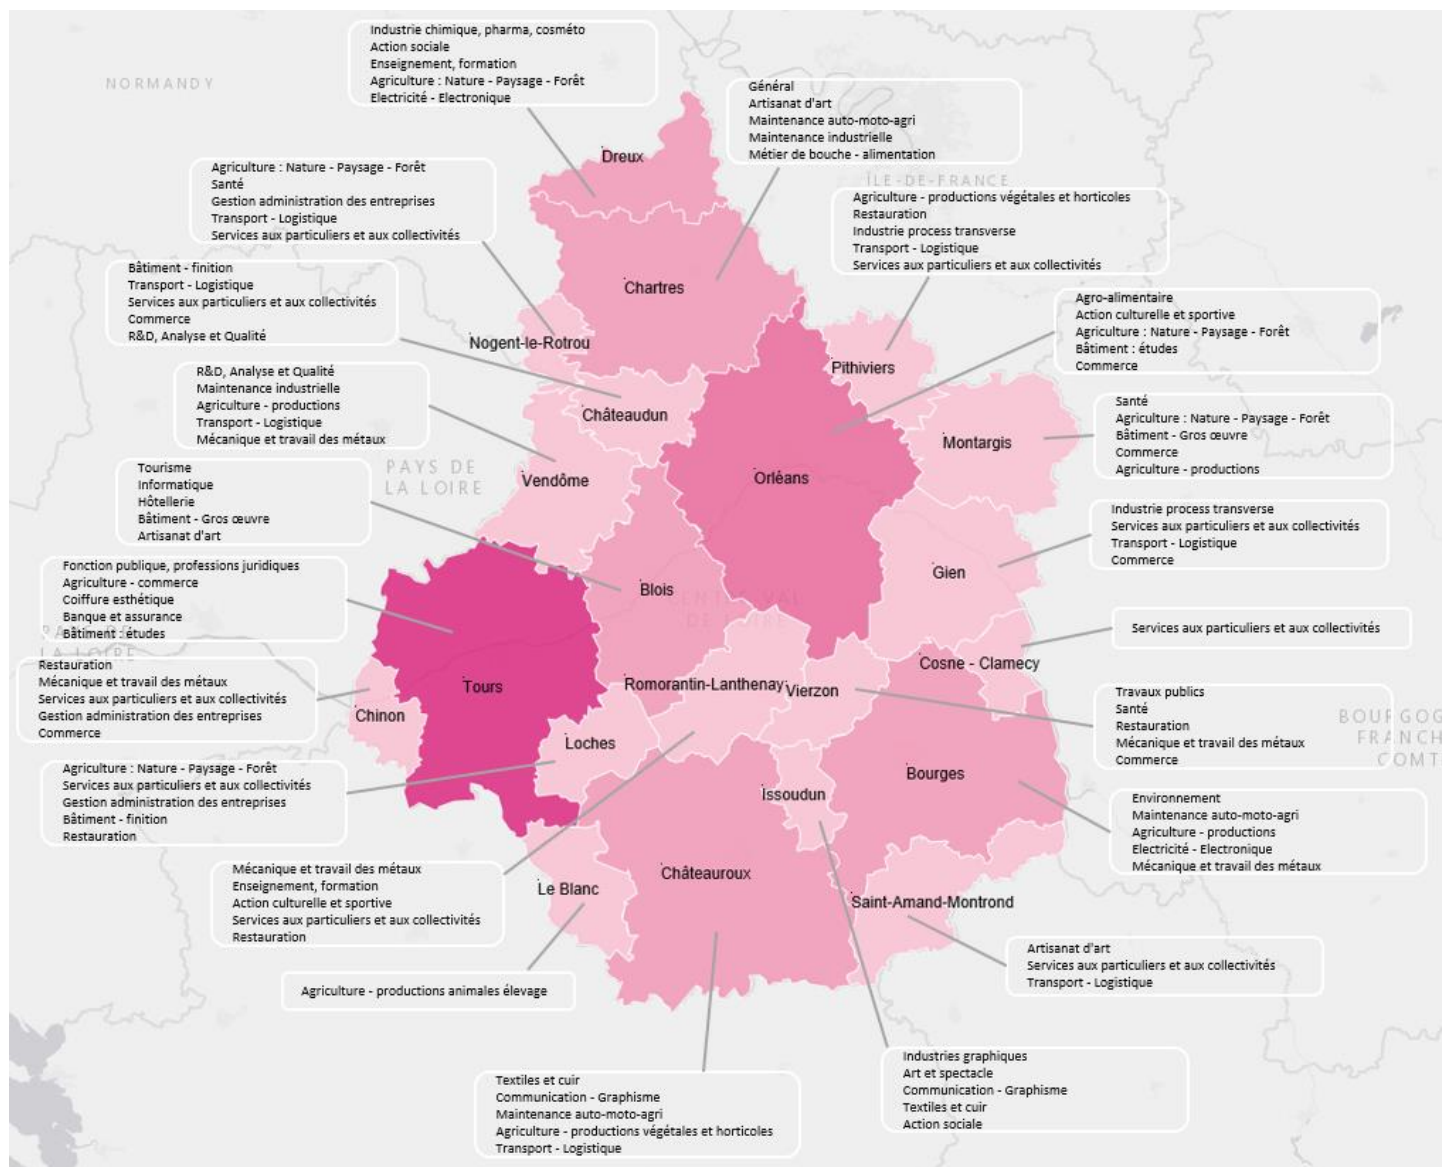 Industrie chimique, pharma, cosméto
Action sociale
Enseignement, formation
Agriculture : Nature - Paysage - Forêt
Electricité - Electronique
NORMANDY
Général
Artisanat d'art
Maintenance auto-moto-agri
Maintenance industrielle
Métier de bouche - alimentation
Dreux
Agriculture : Nature - Paysage - Forêt
Santé
Gestion administration des entreprises
Transport - Logistique
Services aux particuliers et aux collectivités
ÎLE-DE-FRANCE
Agriculture - productions végétales et horticoles
Restauration
Industrie process transverse
Transport - Logistique
Services aux particuliers et aux collectivités
Bâtiment - finition
Transport - Logistique
Services aux particuliers et aux collectivités
Commerce
R&D, Analyse et Qualité
Chartres
Agro-alimentaire
Action culturelle et sportive
Agriculture : Nature - Paysage - Forêt
Bâtiment : études
Commerce
Nogent-le-Rotrou
Pithiviers
R&D, Analyse et Qualité
Maintenance industrielle
Agriculture - productions
Transport - Logistique
Mécanique et travail des métaux
Châteaudun
Montargis
Santé
Agriculture : Nature - Paysage - Forêt
Bâtiment - Gros œuvre
Commerce
Agriculture - productions
PAYS DE
LA LOIRE
Vendôme
Orléans
Tourisme
Informatique
Hôtellerie
Bâtiment - Gros œuvre
Artisanat d'art
Industrie process transverse
Services aux particuliers et aux collectivités
Transport - Logistique
Commerce
Gien
Blois
CENTRE-VAL
DE LOIRE
Fonction publique, professions juridiques
Agriculture - commerce
Coiffure esthétique
Banque et assurance
Bâtiment : études
PAYS DE
LA LOIRE
Services aux particuliers et aux collectivités
Cosne - Clamecy
Restauration
Mécanique et travail des métaux
Services aux particuliers et aux collectivités
Gestion administration des entreprises
Commerce
Tours
Romorantin-Lanthenay
Vierzon
Chinon
Loches
Travaux publics
Santé
Restauration
Mécanique et travail des métaux
Commerce
BOURGOG
FRANCH
COMT
Bourges
Issoudun
Agriculture : Nature - Paysage - Forêt
Services aux particuliers et aux collectivités
Gestion administration des entreprises
Bâtiment - finition
Restauration
Environnement
Maintenance auto-moto-agri
Agriculture - productions
Electricité - Electronique
Mécanique et travail des métaux
Mécanique et travail des métaux
Enseignement, formation
Action culturelle et sportive
Services aux particuliers et aux collectivités
Restauration
Le Blanc
Châteauroux
Saint-Amand-Montrond
Artisanat d'art
Services aux particuliers et aux collectivités
Transport - Logistique
Agriculture - productions animales élevage
Industries graphiques
Art et spectacle
Communication - Graphisme
Textiles et cuir
Action sociale
Textiles et cuir
Communication - Graphisme
Maintenance auto-moto-agri
Agriculture - productions végétales et horticoles
Transport - Logistique